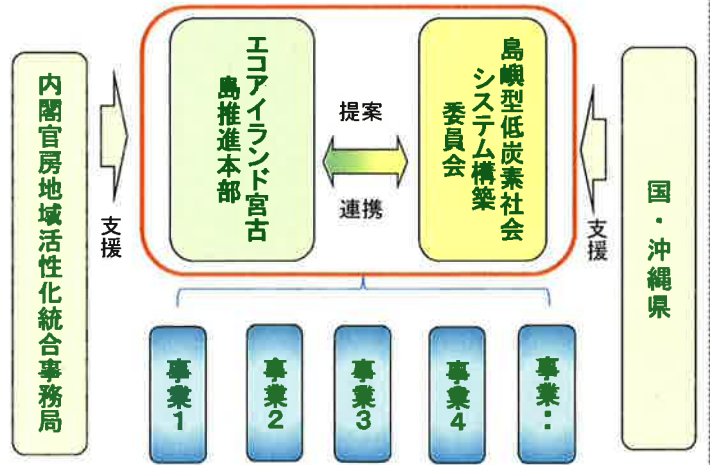 内閣官房地域活性化統合事務局
支援
エコアイランド宮古
島推進本部
提案
連携
島嶼型低炭素社会
システム構築
委員会
支援
国・沖縄県
事業1
事業2
事業3
事業4
事業‥